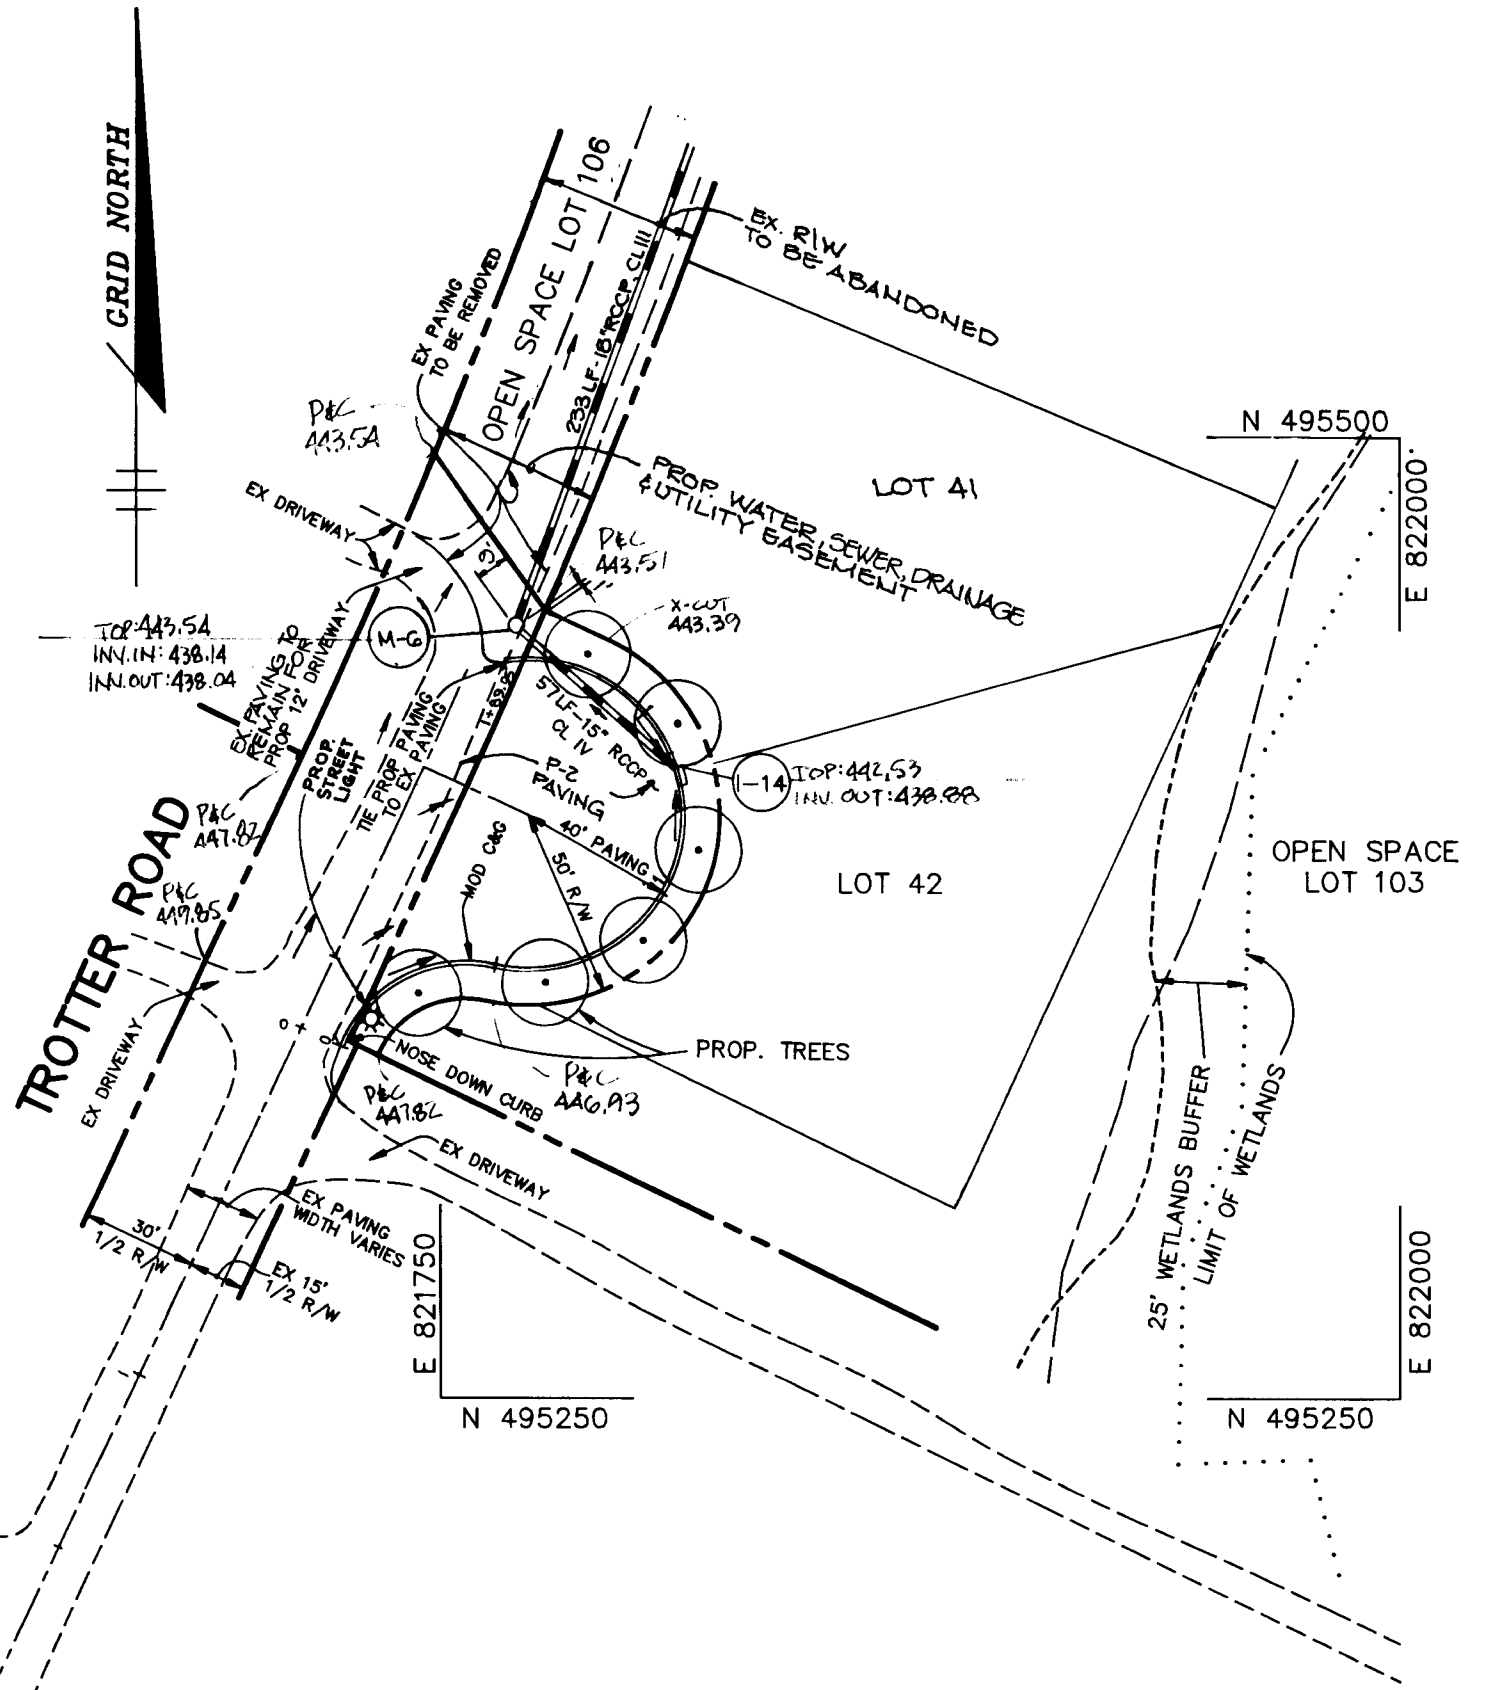 GRID NORTH
OPEN SPACE LOT 106
EX. R/W
TO BE ABANDONED
EX PAVING
TO BE REMOVED
233 LF-18" RCCP, CL III
P&C
443.54
N 495500
E 822000
LOT 41
PROP. WATER, SEWER, DRAINAGE
& UTILITY EASEMENT
EX DRIVEWAY
9'
P&C
443.51
X-CUT
443.39
TOP:443.54
INV.IN:438.14
INV.OUT:438.04
M-6
EX. PAVING TO
REMAIN FOR
PROP 12' DRIVEWAY
PROP.
STREET
LIGHT
TIE PROP PAVING
TO EX PAVING
57LF-15" RCCP
CL IV
P-2
PAVING
I-14
TOP:442.53
INV. OUT:438.88
P&C
447.82
40' PAVING
50' R/W
MOD C&G
LOT 42
OPEN SPACE
LOT 103
P&C
449.85
TROTTER ROAD
EX DRIVEWAY
0+
NOSE DOWN CURB
PROP. TREES
P&C
447.82
P&C
446.93
EX DRIVEWAY
EX PAVING
WIDTH VARIES
30'
1/2 R/W
EX 15'
1/2 R/W
25' WETLANDS BUFFER
LIMIT OF WETLANDS
E 821750
N 495250
E 822000
N 495250